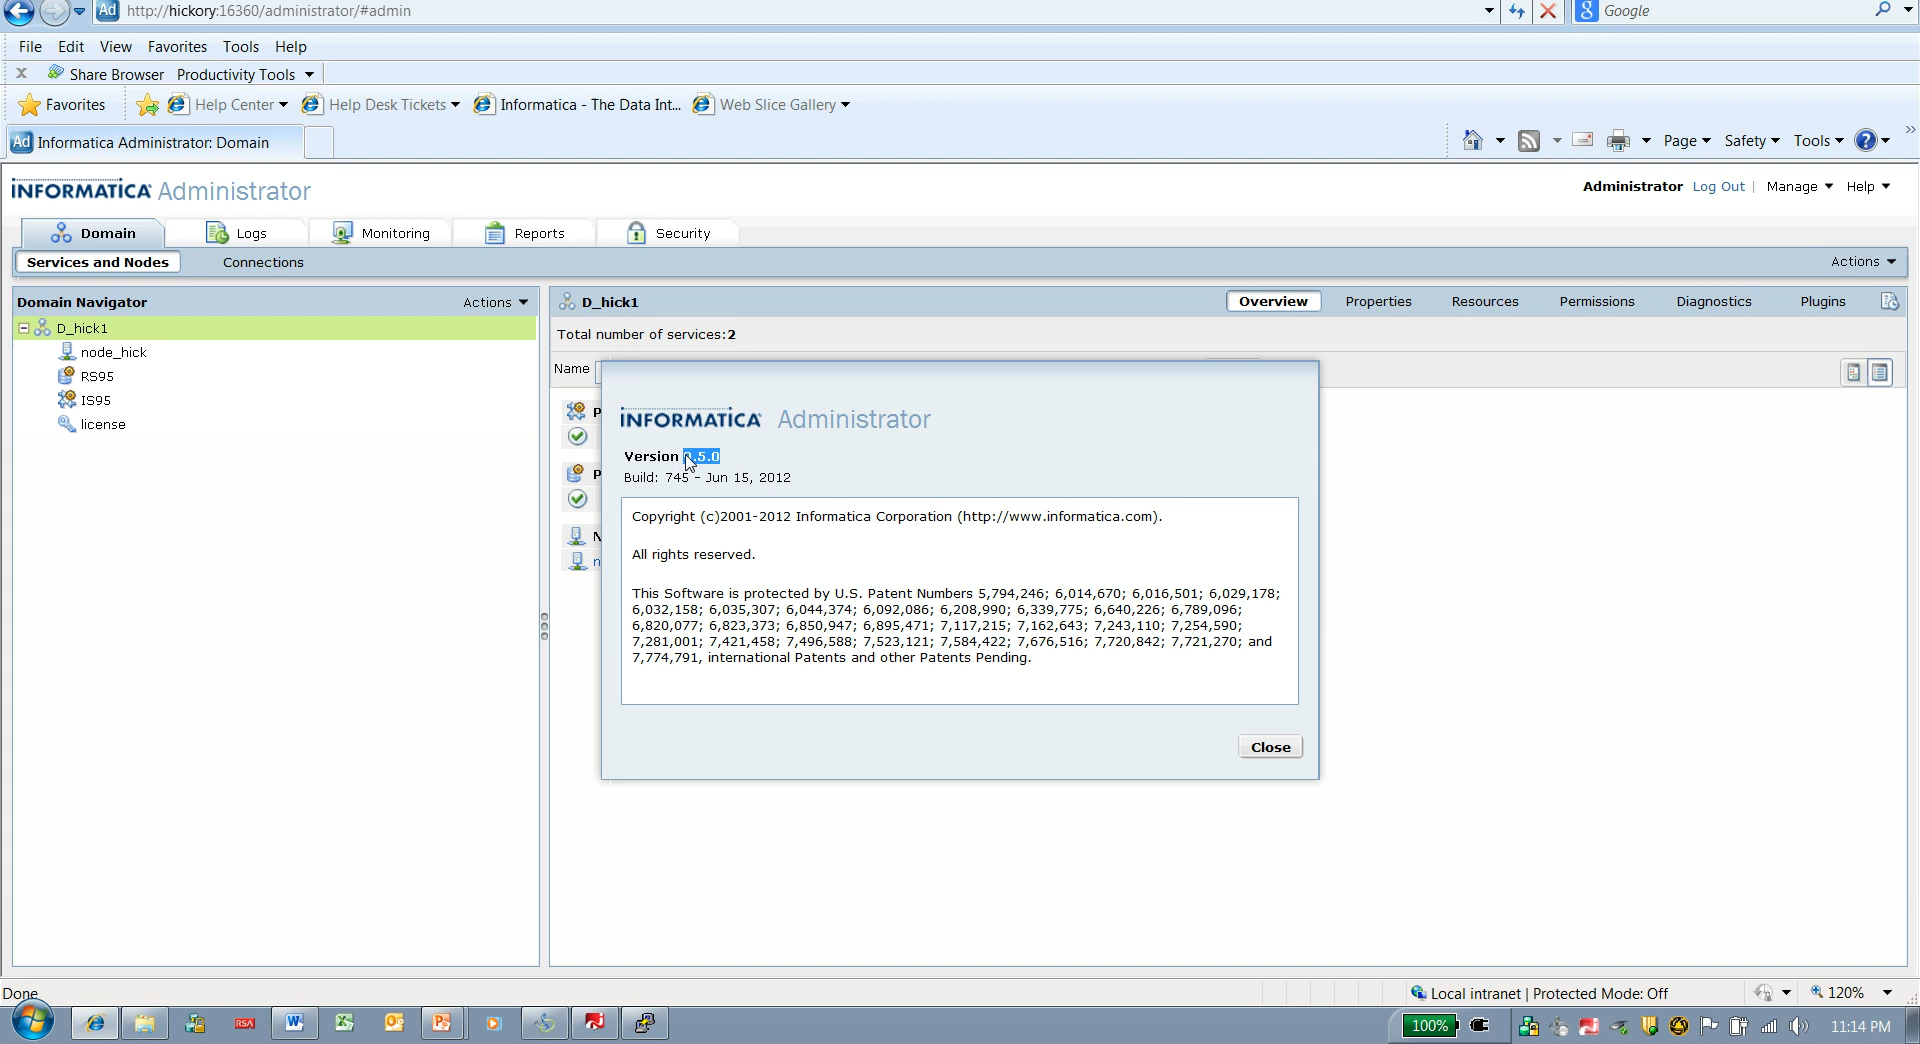 Ad http://hickory:16360/administrator/#admin
Google
File Edit View Favorites Tools Help
x Share Browser Productivity Tools
Favorites Help Center Help Desk Tickets Informatica - The Data Int... Web Slice Gallery
Ad Informatica Administrator: Domain
Page Safety Tools
INFORMATICA Administrator
Administrator Log Out | Manage Help
Domain Logs Monitoring Reports Security
Services and Nodes Connections Actions
Domain Navigator Actions
D_hick1
node_hick
RS95
IS95
license
D_hick1 Overview Properties Resources Permissions Diagnostics Plugins
Total number of services:2
Name
P
P
N
n
INFORMATICA Administrator
Version .5.0
Build: 745 - Jun 15, 2012
Copyright (c)2001-2012 Informatica Corporation (http://www.informatica.com).
All rights reserved.
This Software is protected by U.S. Patent Numbers 5,794,246; 6,014,670; 6,016,501; 6,029,178;
6,032,158; 6,035,307; 6,044,374; 6,092,086; 6,208,990; 6,339,775; 6,640,226; 6,789,096;
6,820,077; 6,823,373; 6,850,947; 6,895,471; 7,117,215; 7,162,643; 7,243,110; 7,254,590;
7,281,001; 7,421,458; 7,496,588; 7,523,121; 7,584,422; 7,676,516; 7,720,842; 7,721,270; and
7,774,791, international Patents and other Patents Pending.
Close
Done
Local intranet | Protected Mode: Off
120%
RSA
100%
11:14 PM